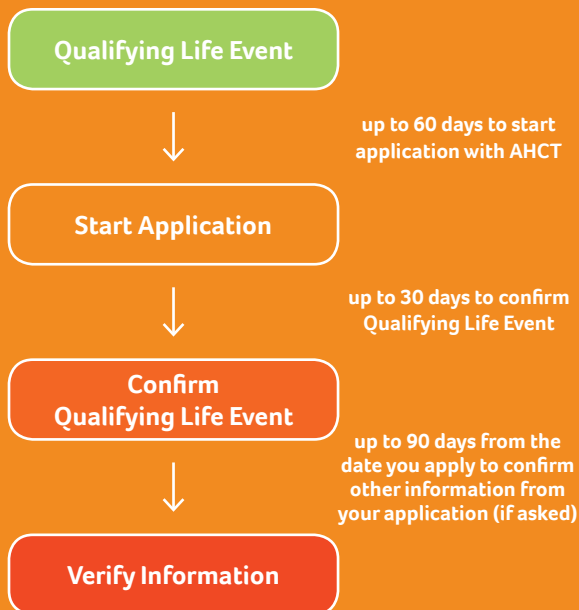 Qualifying Life Event
up to 60 days to start
application with AHCT
Start Application
up to 30 days to confirm
Qualifying Life Event
Confirm
Qualifying Life Event
up to 90 days from the
date you apply to confirm
other information from
your application (if asked)
Verify Information